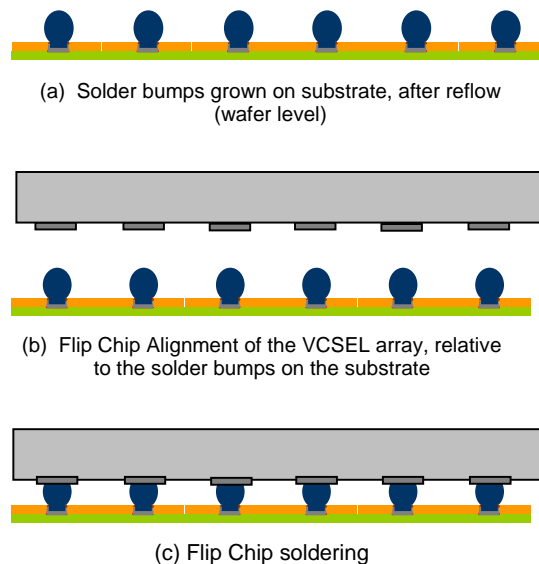 (a) Solder bumps grown on substrate, after reflow
(wafer level)
(b) Flip Chip Alignment of the VCSEL array, relative
to the solder bumps on the substrate
(c) Flip Chip soldering